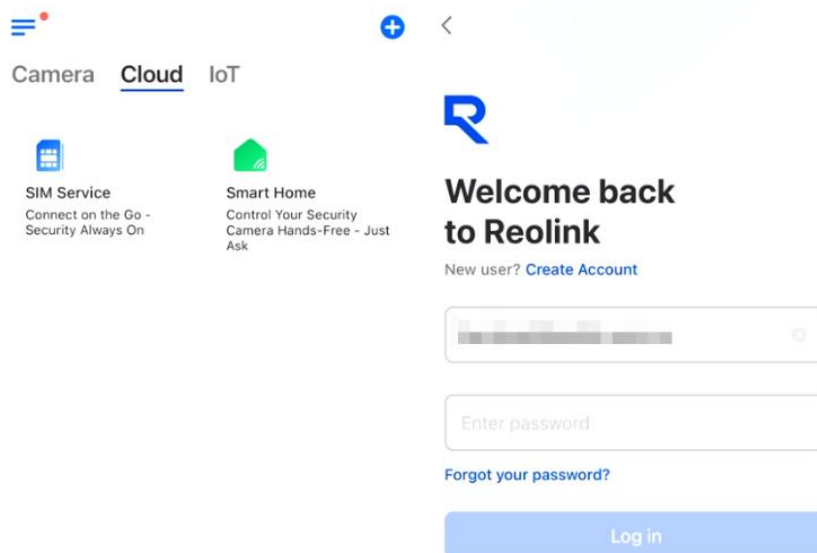 Camera Cloud IoT
SIM Service
Connect on the Go -
Security Always On
Smart Home
Control Your Security
Camera Hands-Free - Just
Ask
Welcome back
to Reolink
New user? Create Account
Enter password
Forgot your password?
Log in